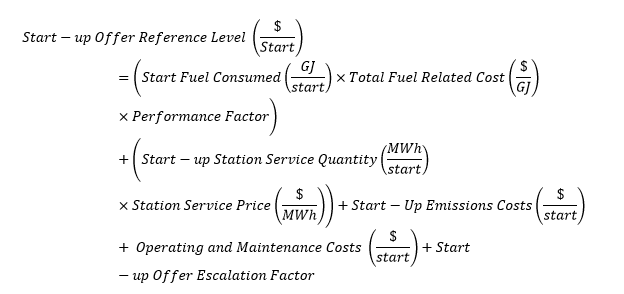 Start − up Offer Reference Level ($/Start)
= (Start Fuel Consumed (GJ/start) × Total Fuel Related Cost ($/GJ)
× Performance Factor)
+ (Start − up Station Service Quantity (MWh/start)
× Station Service Price ($/MWh)) + Start − Up Emissions Costs ($/start)
+ Operating and Maintenance Costs ($/start) + Start
− up Offer Escalation Factor